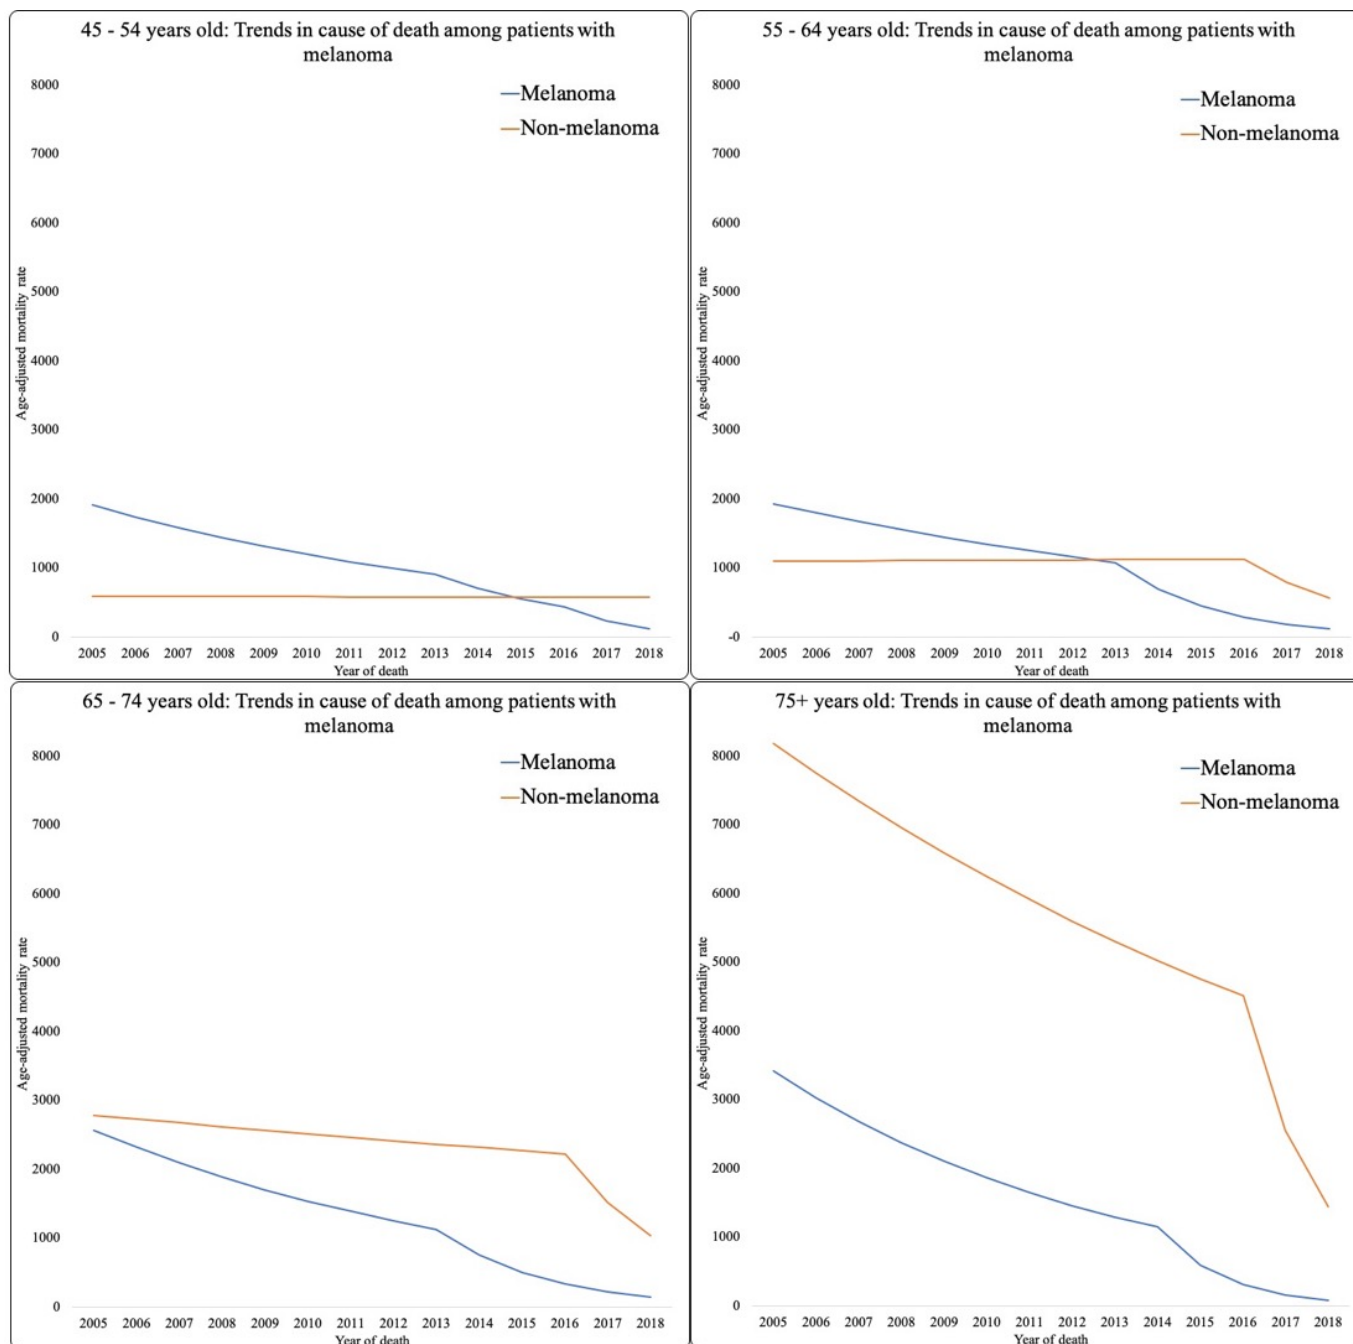 45 - 54 years old: Trends in cause of death among patients with
melanoma
8000
7000
6000
5000
4000
3000
2000
1000
0
Age-adjusted mortality rate
Melanoma
Non-melanoma
2005 2006 2007 2008 2009 2010 2011 2012 2013 2014 2015 2016 2017 2018
Year of death
55 - 64 years old: Trends in cause of death among patients with
melanoma
8000
7000
6000
5000
4000
3000
2000
1000
-0
Age-adjusted mortality rate
Melanoma
Non-melanoma
2005 2006 2007 2008 2009 2010 2011 2012 2013 2014 2015 2016 2017 2018
Year of death
65 - 74 years old: Trends in cause of death among patients with
melanoma
8000
7000
6000
5000
4000
3000
2000
1000
0
Age-adjusted mortality rate
Melanoma
Non-melanoma
2005 2006 2007 2008 2009 2010 2011 2012 2013 2014 2015 2016 2017 2018
Year of death
75+ years old: Trends in cause of death among patients with
melanoma
8000
7000
6000
5000
4000
3000
2000
1000
0
Age-adjusted mortality rate
Melanoma
Non-melanoma
2005 2006 2007 2008 2009 2010 2011 2012 2013 2014 2015 2016 2017 2018
Year of death